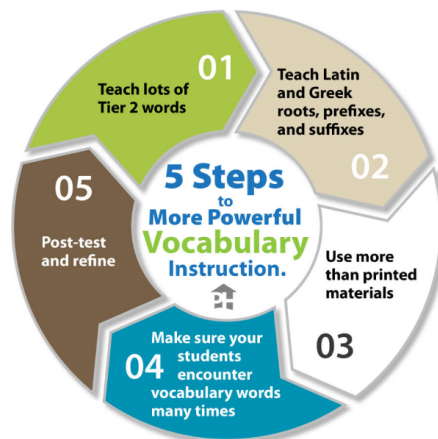 5 Steps
to
More Powerful
Vocabulary
Instruction.
01
Teach lots of
Tier 2 words
Teach Latin
and Greek
roots, prefixes,
and suffixes
02
Use more
than printed
materials
03
Make sure your
students
encounter
vocabulary words
many times
04
05
Post-test
and refine